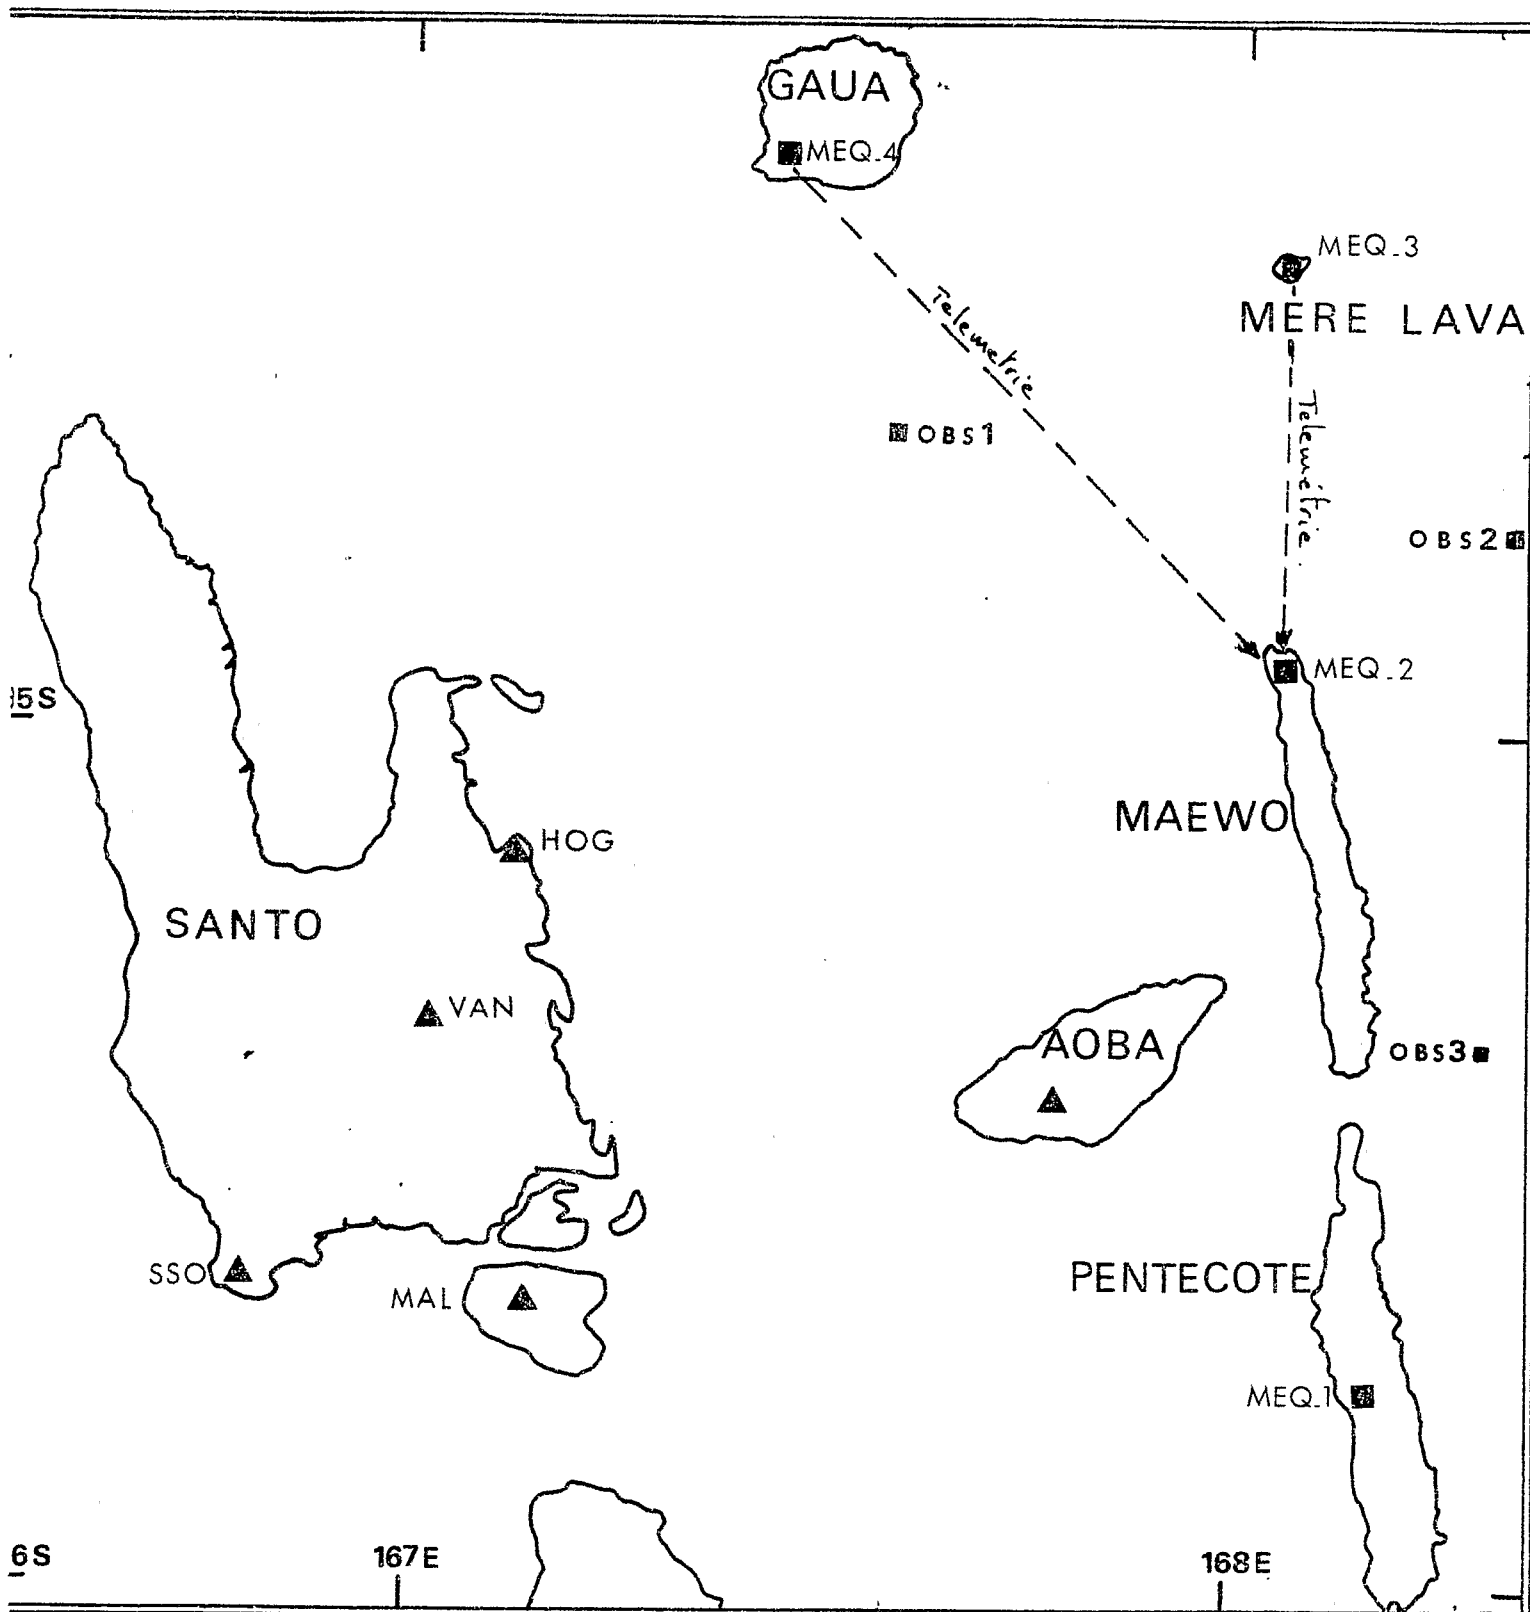 GAUA
MEQ-4
MEQ-3
MERE LAVA
Telemetrie
Telemétrie
OBS1
OBS2
15S
MEQ-2
MAEWO
HOG
SANTO
VAN
AOBA
OBS3
SSO
MAL
PENTECOTE
MEQ-1
6S
167E
168E